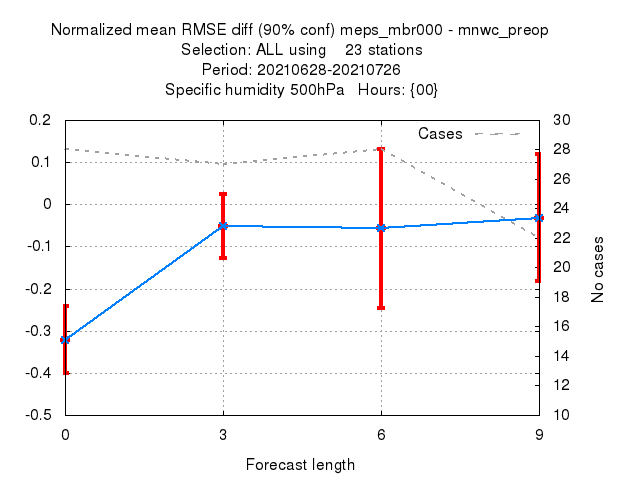 Normalized mean RMSE diff (90% conf) meps_mbr000 - mnwc_preop
Selection: ALL using    23 stations
Period: 20210628-20210726
Specific humidity 500hPa   Hours: {00}
Cases
0.2
0.1
0
-0.1
-0.2
-0.3
-0.4
-0.5
30
28
26
24
22
20
18
16
14
12
10
No cases
0 3 6 9
Forecast length